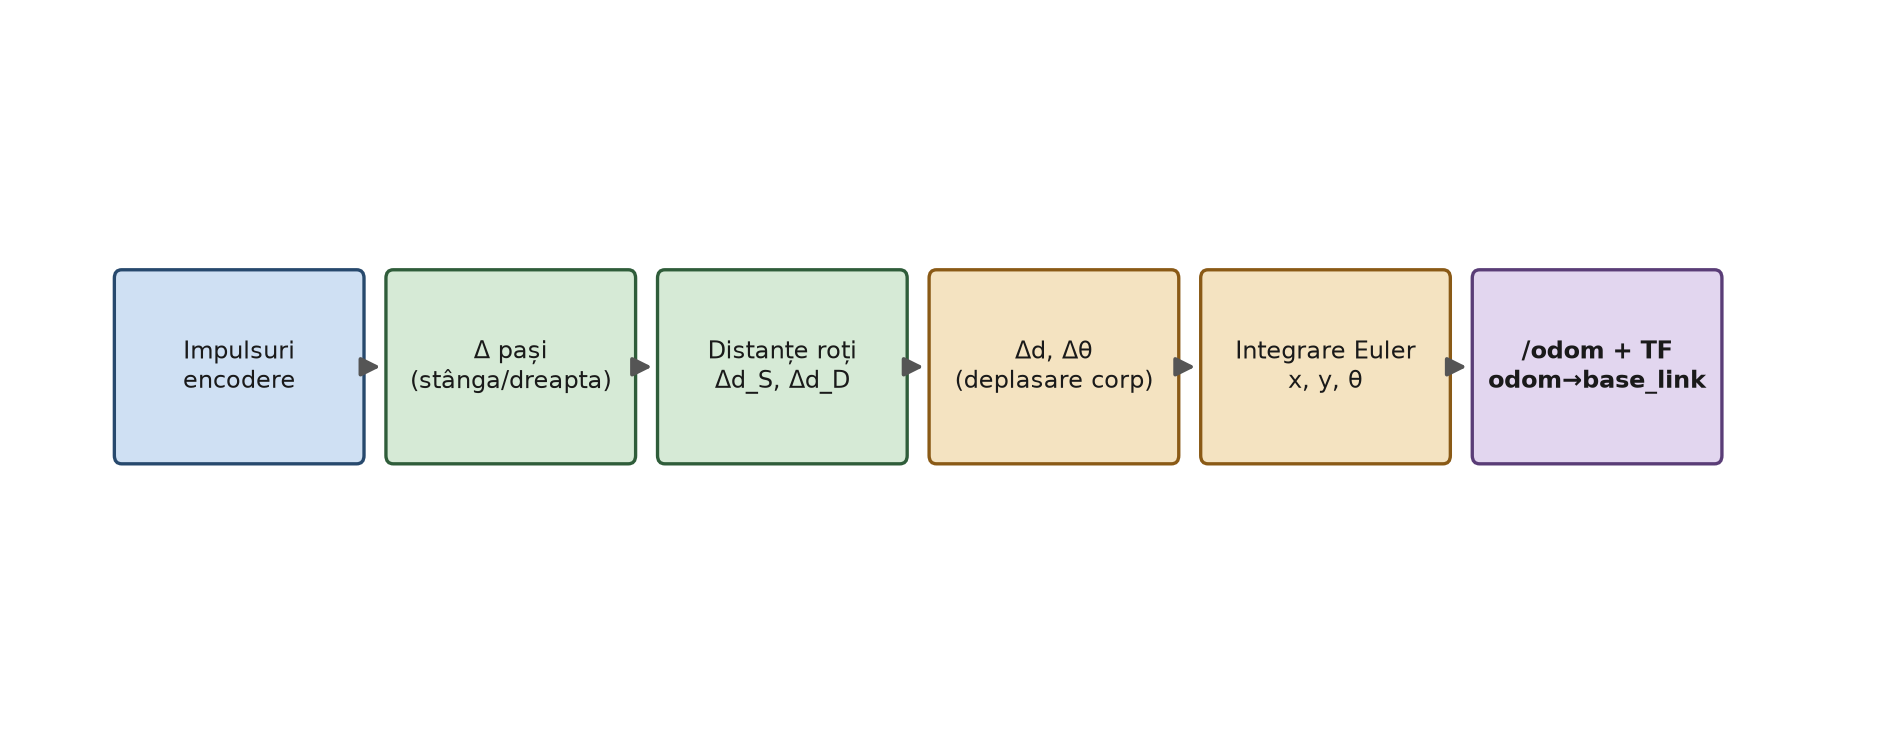 Impulsuri
encodere
Δ pași
(stânga/dreapta)
Distanțe roți
Δd_S, Δd_D
Δd, Δθ
(deplasare corp)
Integrare Euler
x, y, θ
/odom + TF
odom→base_link